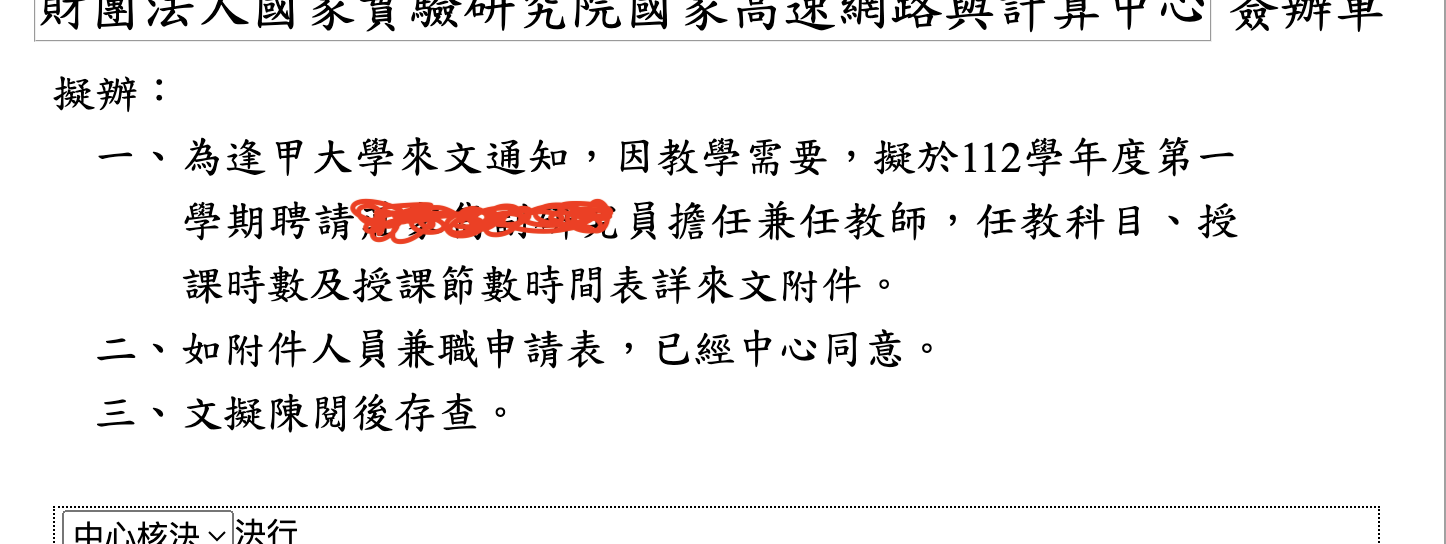 財團法人國家實驗研究院國家高速網路與計算中心 簽辦單
擬辦：
一、為逢甲大學來文通知，因教學需要，擬於112學年度第一
學期聘請員擔任兼任教師，任教科目、授
課時數及授課節數時間表詳來文附件。
二、如附件人員兼職申請表，已經中心同意。
三、文擬陳閱後存查。
中心核決 決行